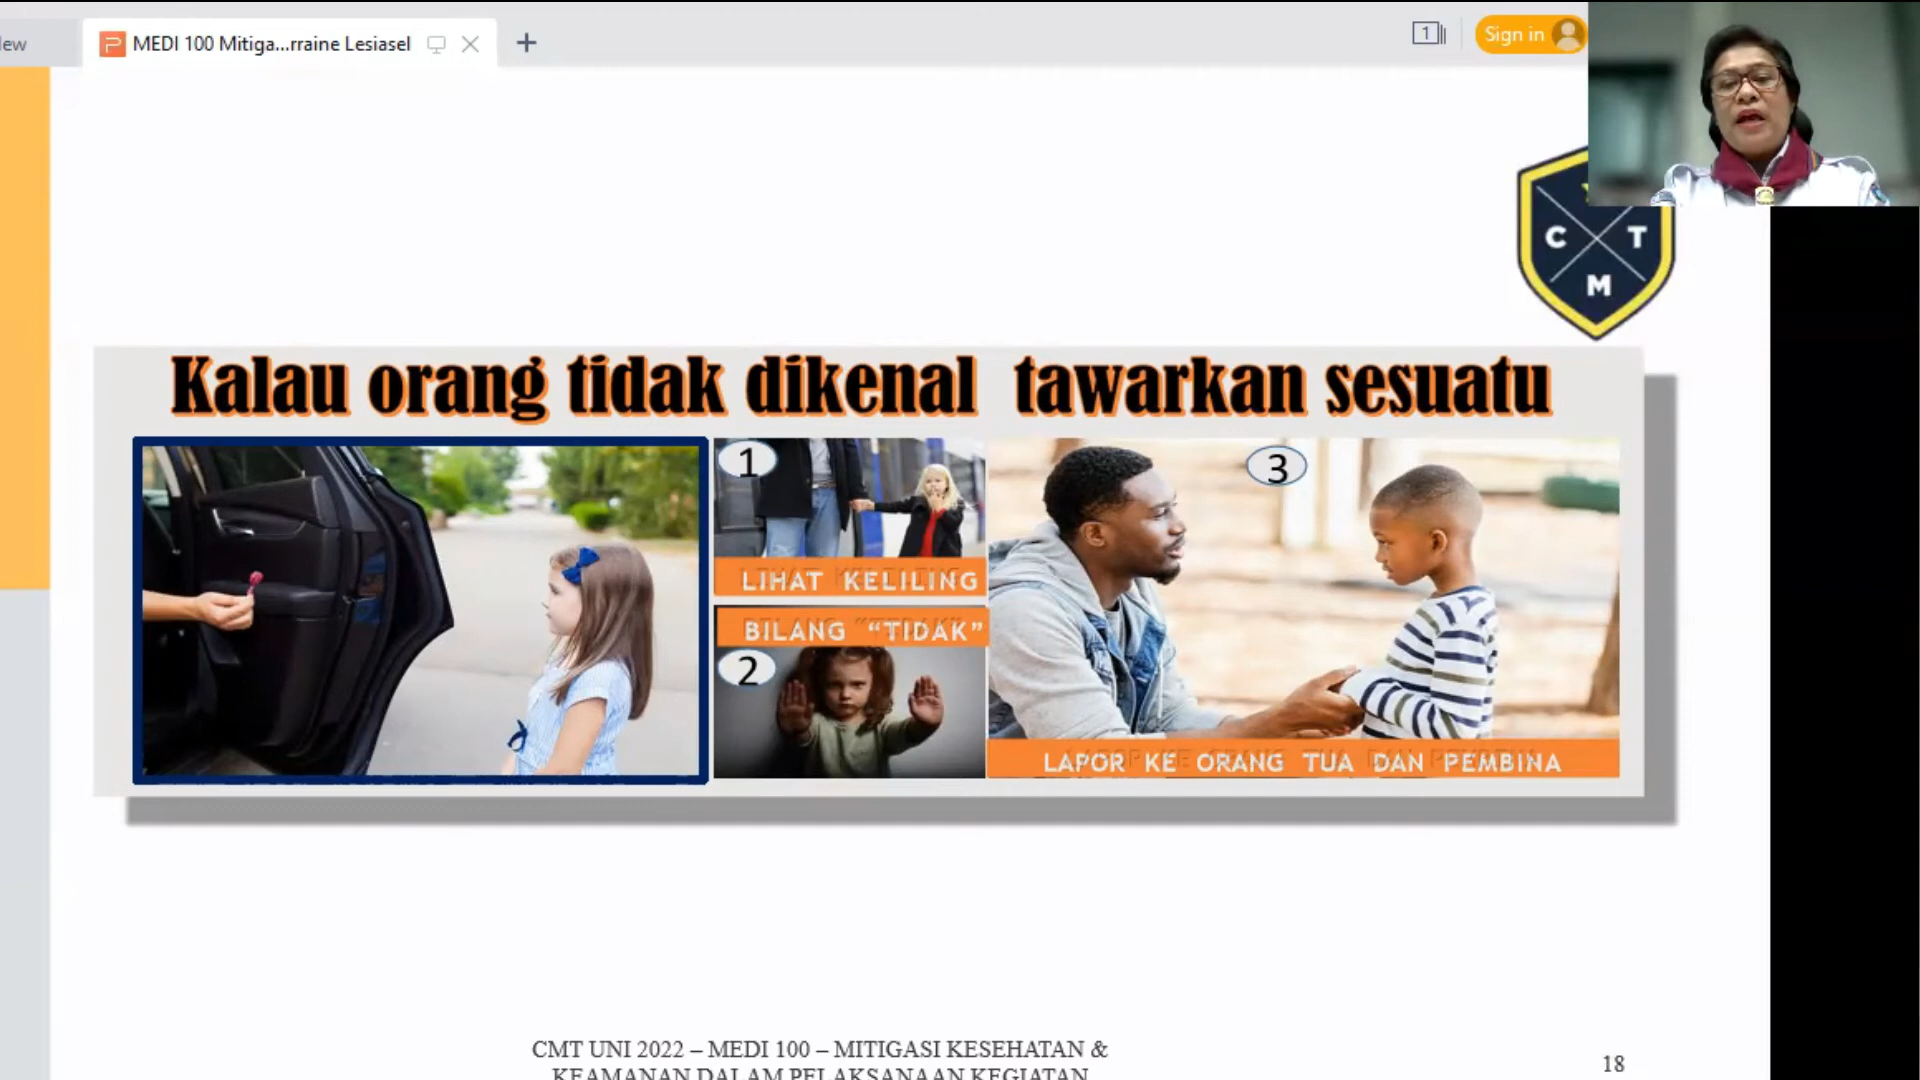 iew
MEDI 100 Mitiga...rraine Lesiasel
1
Sign in
C T
M
Kalau orang tidak dikenal tawarkan sesuatu
1
LIHAT KELILING
BILANG "TIDAK"
2
3
LAPOR KE ORANG TUA DAN PEMBINA
CMT UNI 2022 – MEDI 100 – MITIGASI KESEHATAN &
KEAMANAN DALAM PELAKSANAAN KEGIATAN
18